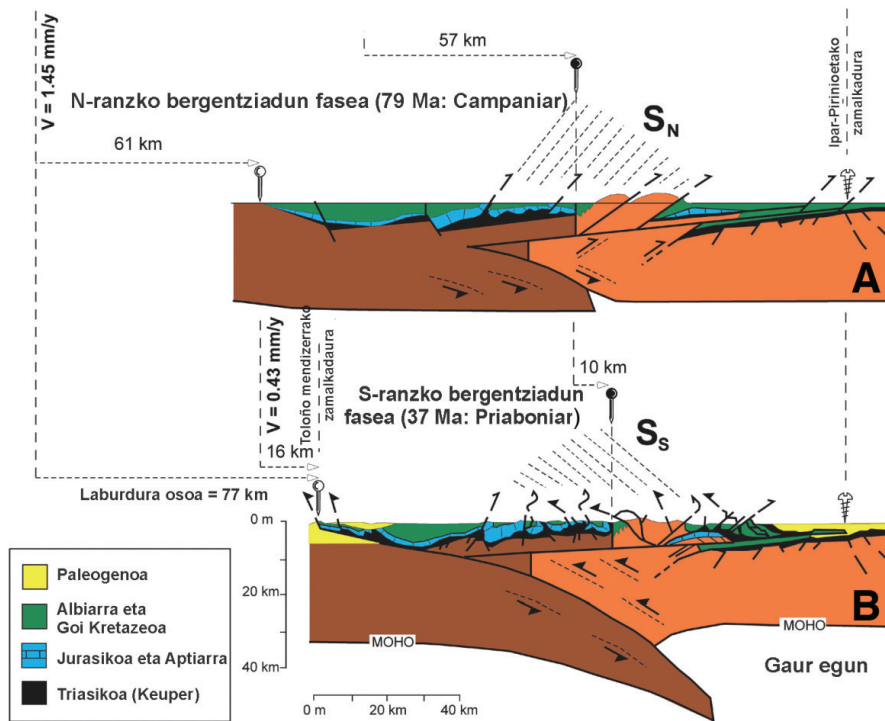 57 km
V = 1.45 mm/y
N-ranzko bergentziadun fasea (79 Ma: Campaniar)
SN
Ipar-Pirinioetako
zamalkadura
61 km
A
V = 0.43 mm/y
Toloño mendizerrako
zamalkadaura
10 km
S-ranzko bergentziadun
fasea (37 Ma: Priaboniar)
SS
16 km
Laburdura osoa = 77 km
0 m
20 km
40 km
B
MOHO
MOHO
Gaur egun
Paleogenoa
Albiarra eta
Goi Kretazeoa
Jurasikoa eta Aptiarra
Triasikoa (Keuper)
0 m 20 km 40 km